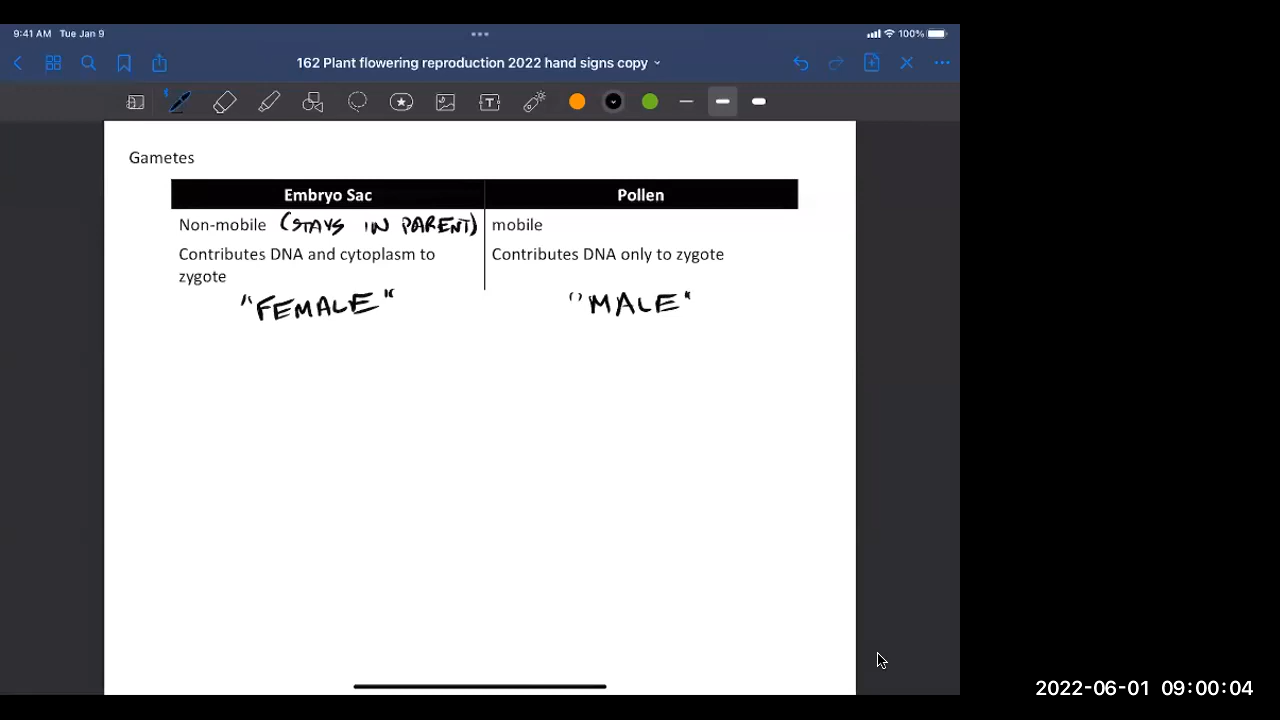 9:41 AM Tue Jan 9
100%
162 Plant flowering reproduction 2022 hand signs copy
Gametes
Embryo Sac Pollen
Non-mobile (STAYS IN PARENT) mobile
Contributes DNA and cytoplasm to Contributes DNA only to zygote
zygote
"FEMALE" "MALE"
2022-06-01 09:00:04